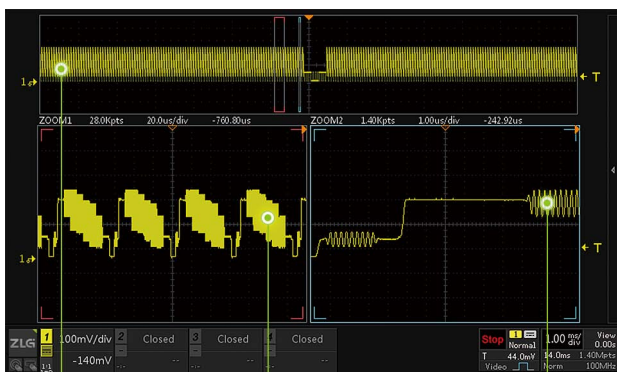 1
T
ZOOM1 28.0Kpts 20.0us/div -760.80us ZOOM2 1.40Kpts 1.00us/div -242.92us
1
T
ZLG 1 100mV/div 2 Closed 3 Closed 4 Closed Stop 1 Normal 1.00 ms/div View 0.00s
1:1 -140mV -- -- -- T 44.0mV 14.0ms 1.40Mpts
Video Norm 100MHz